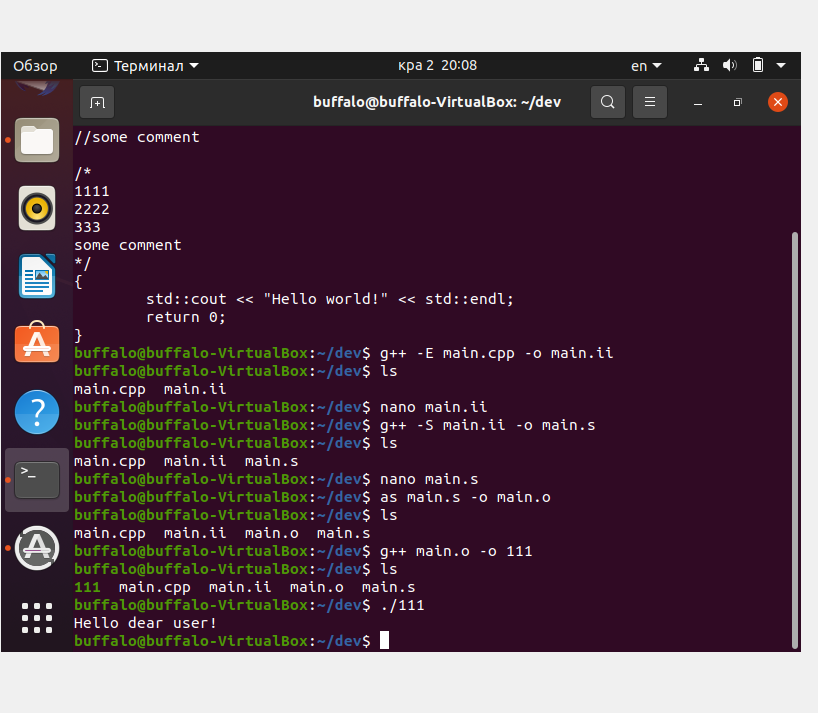 Обзор
Терминал
кра 2 20:08
en
buffalo@buffalo-VirtualBox: ~/dev
//some comment
/*
1111
2222
333
some comment
*/
{
        std::cout << "Hello world!" << std::endl;
        return 0;
}
buffalo@buffalo-VirtualBox:~/dev$ g++ -E main.cpp -o main.ii
buffalo@buffalo-VirtualBox:~/dev$ ls
main.cpp  main.ii
buffalo@buffalo-VirtualBox:~/dev$ nano main.ii
buffalo@buffalo-VirtualBox:~/dev$ g++ -S main.ii -o main.s
buffalo@buffalo-VirtualBox:~/dev$ ls
main.cpp  main.ii  main.s
buffalo@buffalo-VirtualBox:~/dev$ nano main.s
buffalo@buffalo-VirtualBox:~/dev$ as main.s -o main.o
buffalo@buffalo-VirtualBox:~/dev$ ls
main.cpp  main.ii  main.o  main.s
buffalo@buffalo-VirtualBox:~/dev$ g++ main.o -o 111
buffalo@buffalo-VirtualBox:~/dev$ ls
111  main.cpp  main.ii  main.o  main.s
buffalo@buffalo-VirtualBox:~/dev$ ./111
Hello dear user!
buffalo@buffalo-VirtualBox:~/dev$